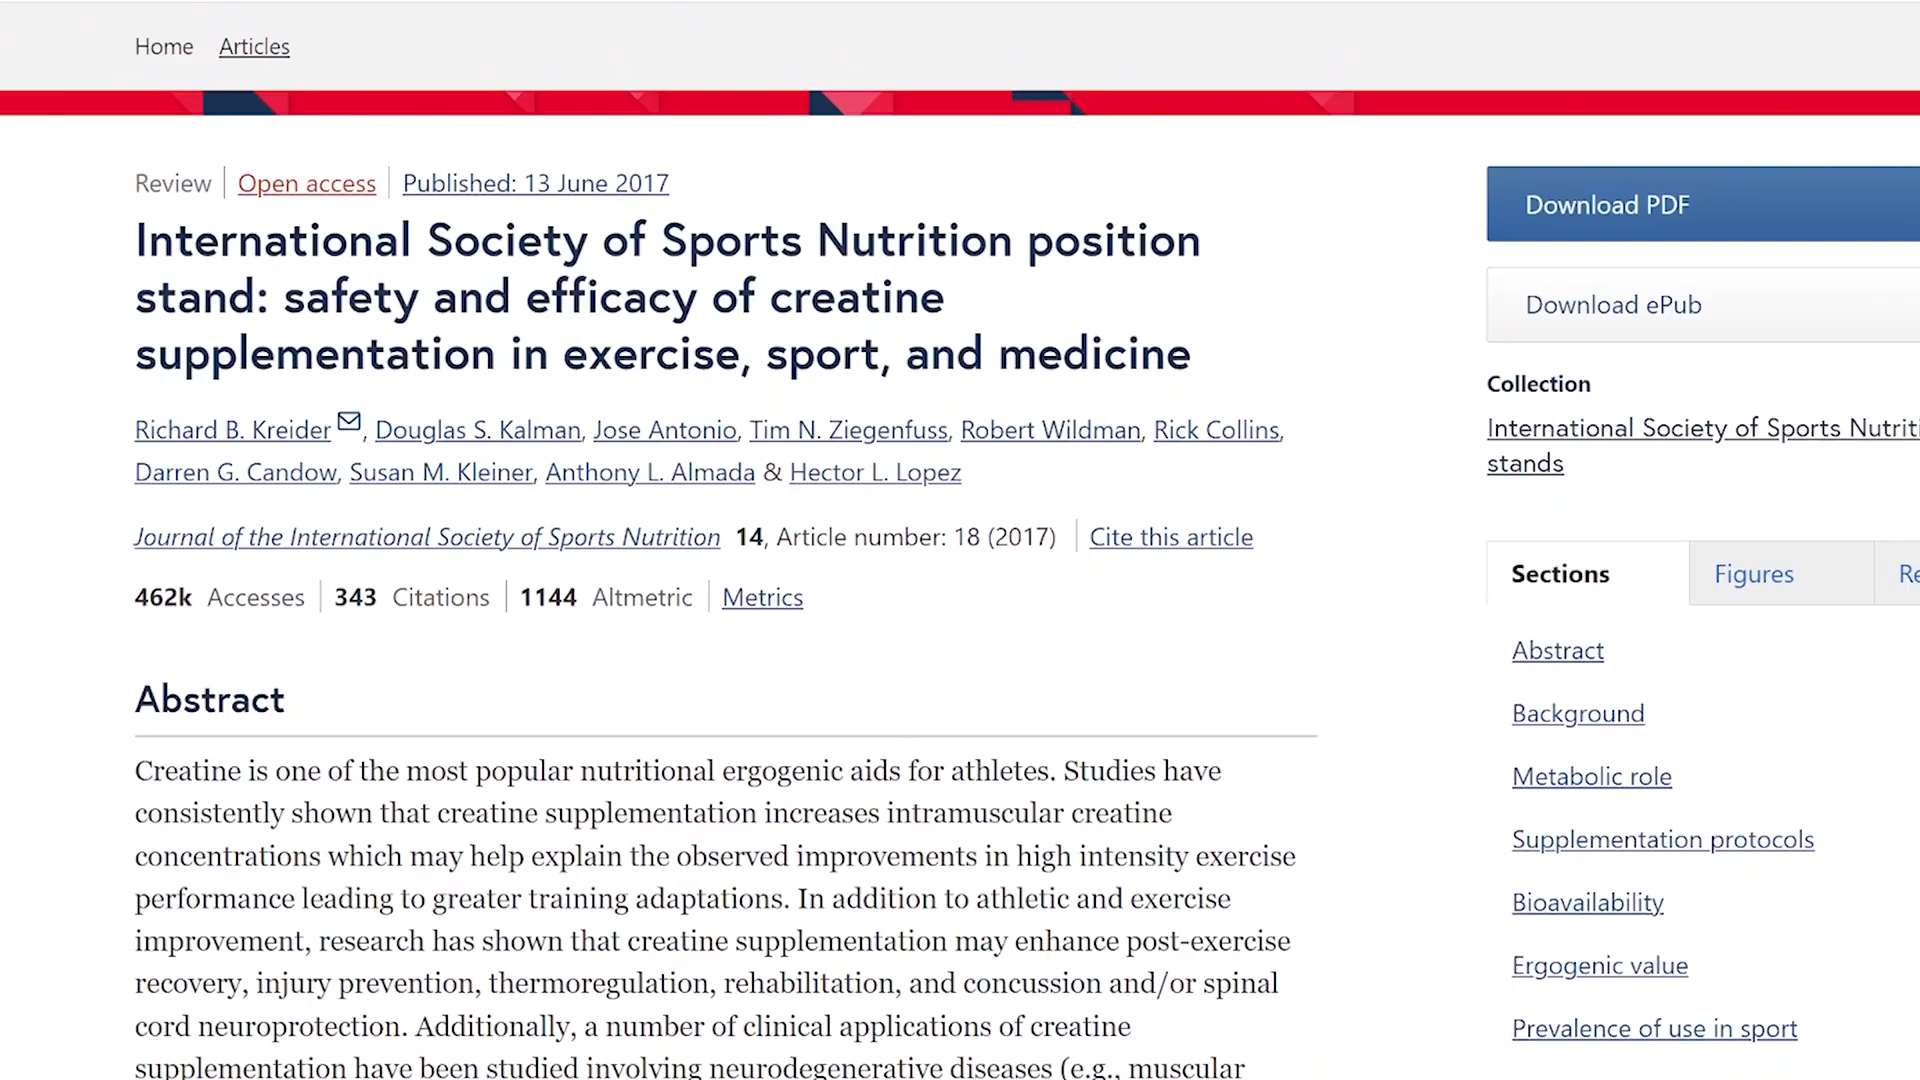 Home Articles
Review Open access Published: 13 June 2017
International Society of Sports Nutrition position
stand: safety and efficacy of creatine
supplementation in exercise, sport, and medicine
Richard B. Kreider, Douglas S. Kalman, Jose Antonio, Tim N. Ziegenfuss, Robert Wildman, Rick Collins,
Darren G. Candow, Susan M. Kleiner, Anthony L. Almada & Hector L. Lopez
Journal of the International Society of Sports Nutrition 14, Article number: 18 (2017) Cite this article
462k Accesses 343 Citations 1144 Altmetric Metrics
Abstract
Creatine is one of the most popular nutritional ergogenic aids for athletes. Studies have
consistently shown that creatine supplementation increases intramuscular creatine
concentrations which may help explain the observed improvements in high intensity exercise
performance leading to greater training adaptations. In addition to athletic and exercise
improvement, research has shown that creatine supplementation may enhance post-exercise
recovery, injury prevention, thermoregulation, rehabilitation, and concussion and/or spinal
cord neuroprotection. Additionally, a number of clinical applications of creatine
supplementation have been studied involving neurodegenerative diseases (e.g., muscular
Download PDF
Download ePub
Collection
International Society of Sports Nutriti
stands
Sections Figures Re
Abstract
Background
Metabolic role
Supplementation protocols
Bioavailability
Ergogenic value
Prevalence of use in sport